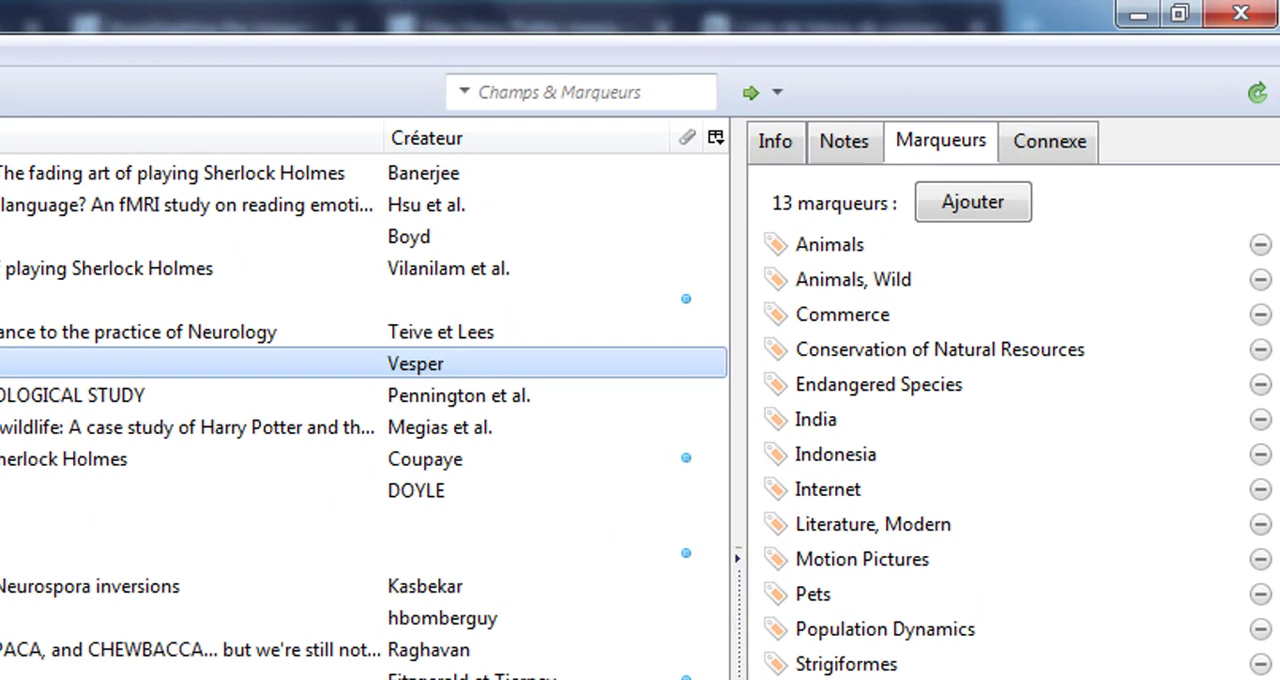 Champs & Marqueurs
Créateur
The fading art of playing Sherlock Holmes Banerjee
language? An fMRI study on reading emoti... Hsu et al.
Boyd
f playing Sherlock Holmes Vilanilam et al.
ance to the practice of Neurology Teive et Lees
Vesper
OLOGICAL STUDY Pennington et al.
wildlife: A case study of Harry Potter and th... Megias et al.
herlock Holmes Coupaye
DOYLE
Neurospora inversions Kasbekar
hbomberguy
PACA, and CHEWBACCA... but we're still not... Raghavan
Fitzgerald et Tierney
Info Notes Marqueurs Connexe
13 marqueurs : Ajouter
Animals
Animals, Wild
Commerce
Conservation of Natural Resources
Endangered Species
India
Indonesia
Internet
Literature, Modern
Motion Pictures
Pets
Population Dynamics
Strigiformes